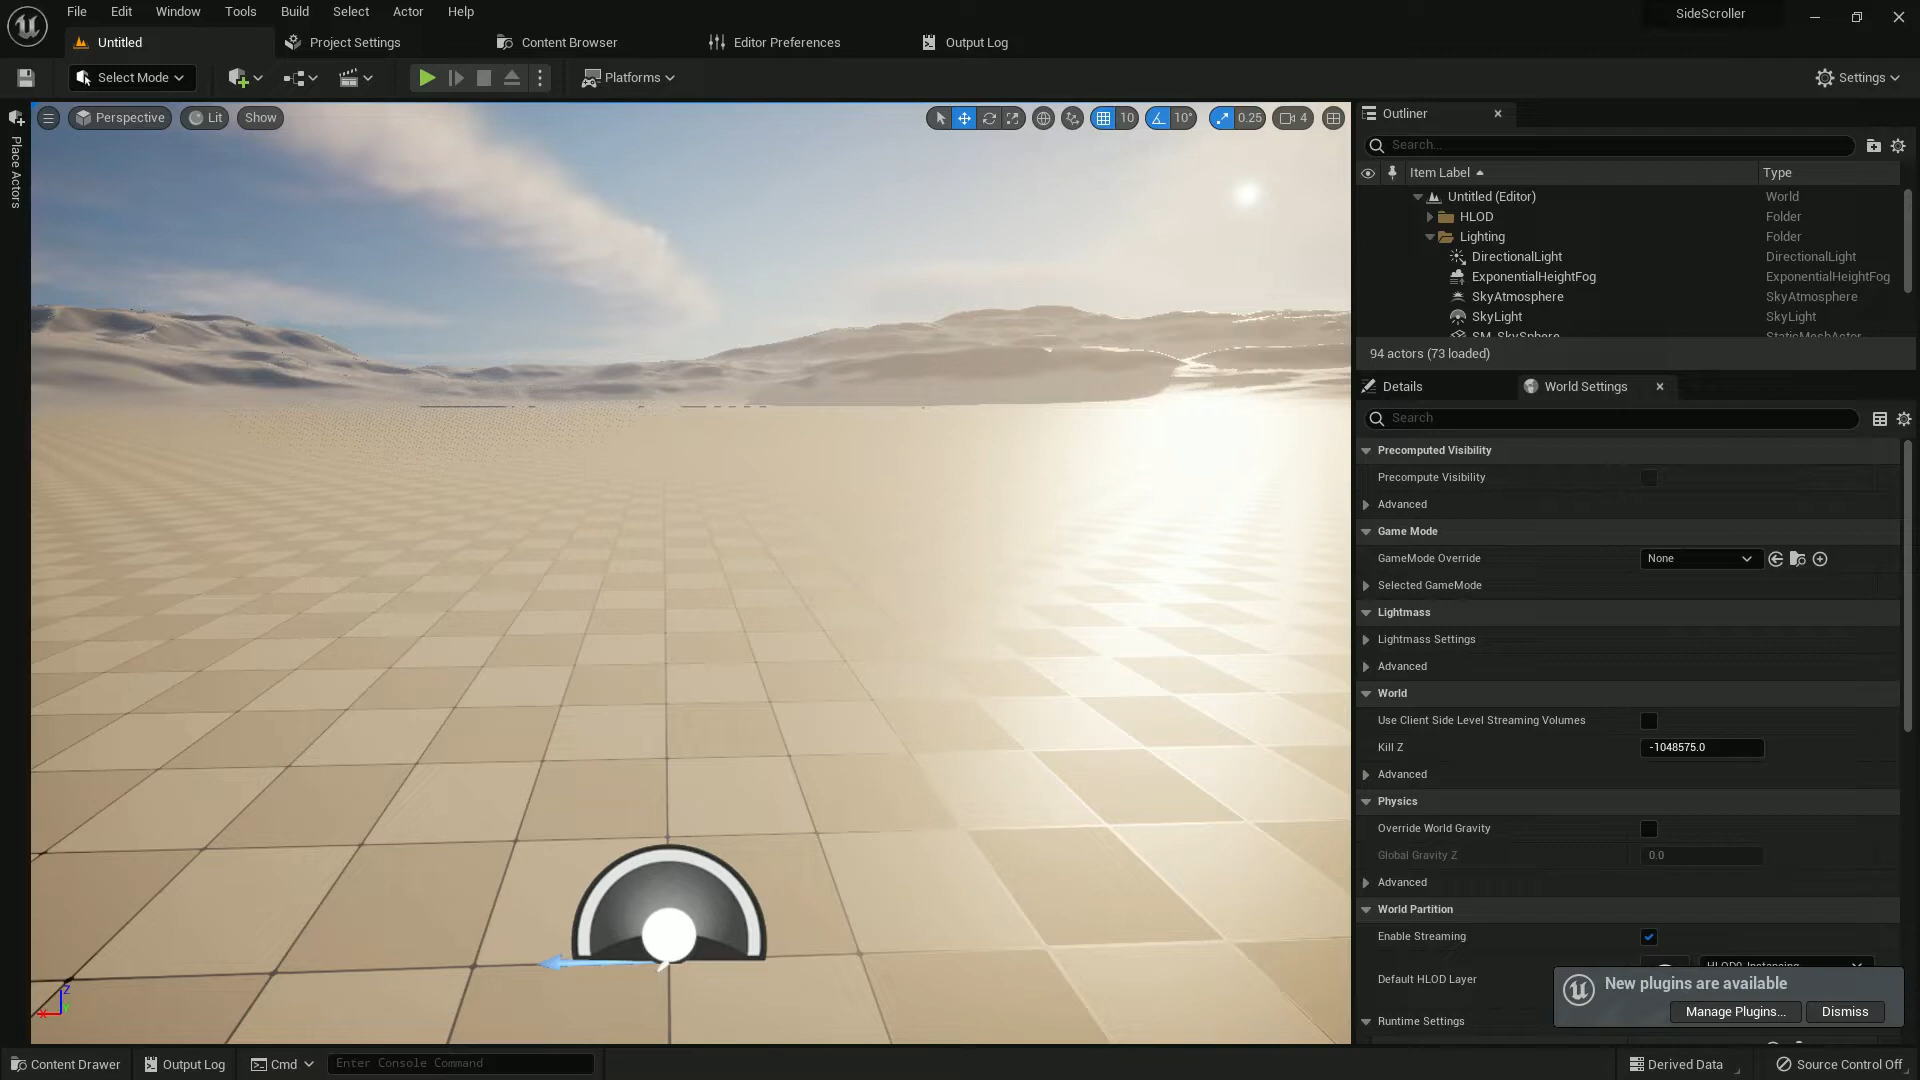 File Edit Window Tools Build Select Actor Help
SideScroller
Untitled Project Settings Content Browser Editor Preferences Output Log
Select Mode Platforms Settings
Place Actors
Perspective Lit Show 10 10° 0.25 4
Outliner
Search...
Item Label Type
Untitled (Editor) World
HLOD Folder
Lighting Folder
DirectionalLight DirectionalLight
ExponentialHeightFog ExponentialHeightFog
SkyAtmosphere SkyAtmosphere
SkyLight SkyLight
SM_SkySphere StaticMeshActor
94 actors (73 loaded)
Details World Settings
Search
Precomputed Visibility
Precompute Visibility
Advanced
Game Mode
GameMode Override None
Selected GameMode
Lightmass
Lightmass Settings
Advanced
World
Use Client Side Level Streaming Volumes
Kill Z -1048575.0
Advanced
Physics
Override World Gravity
Global Gravity Z 0.0
Advanced
World Partition
Enable Streaming
Default HLOD Layer HLOD0_Instancing
New plugins are available
Manage Plugins... Dismiss
Runtime Settings
Z
X
Content Drawer Output Log Cmd Enter Console Command Derived Data Source Control Off